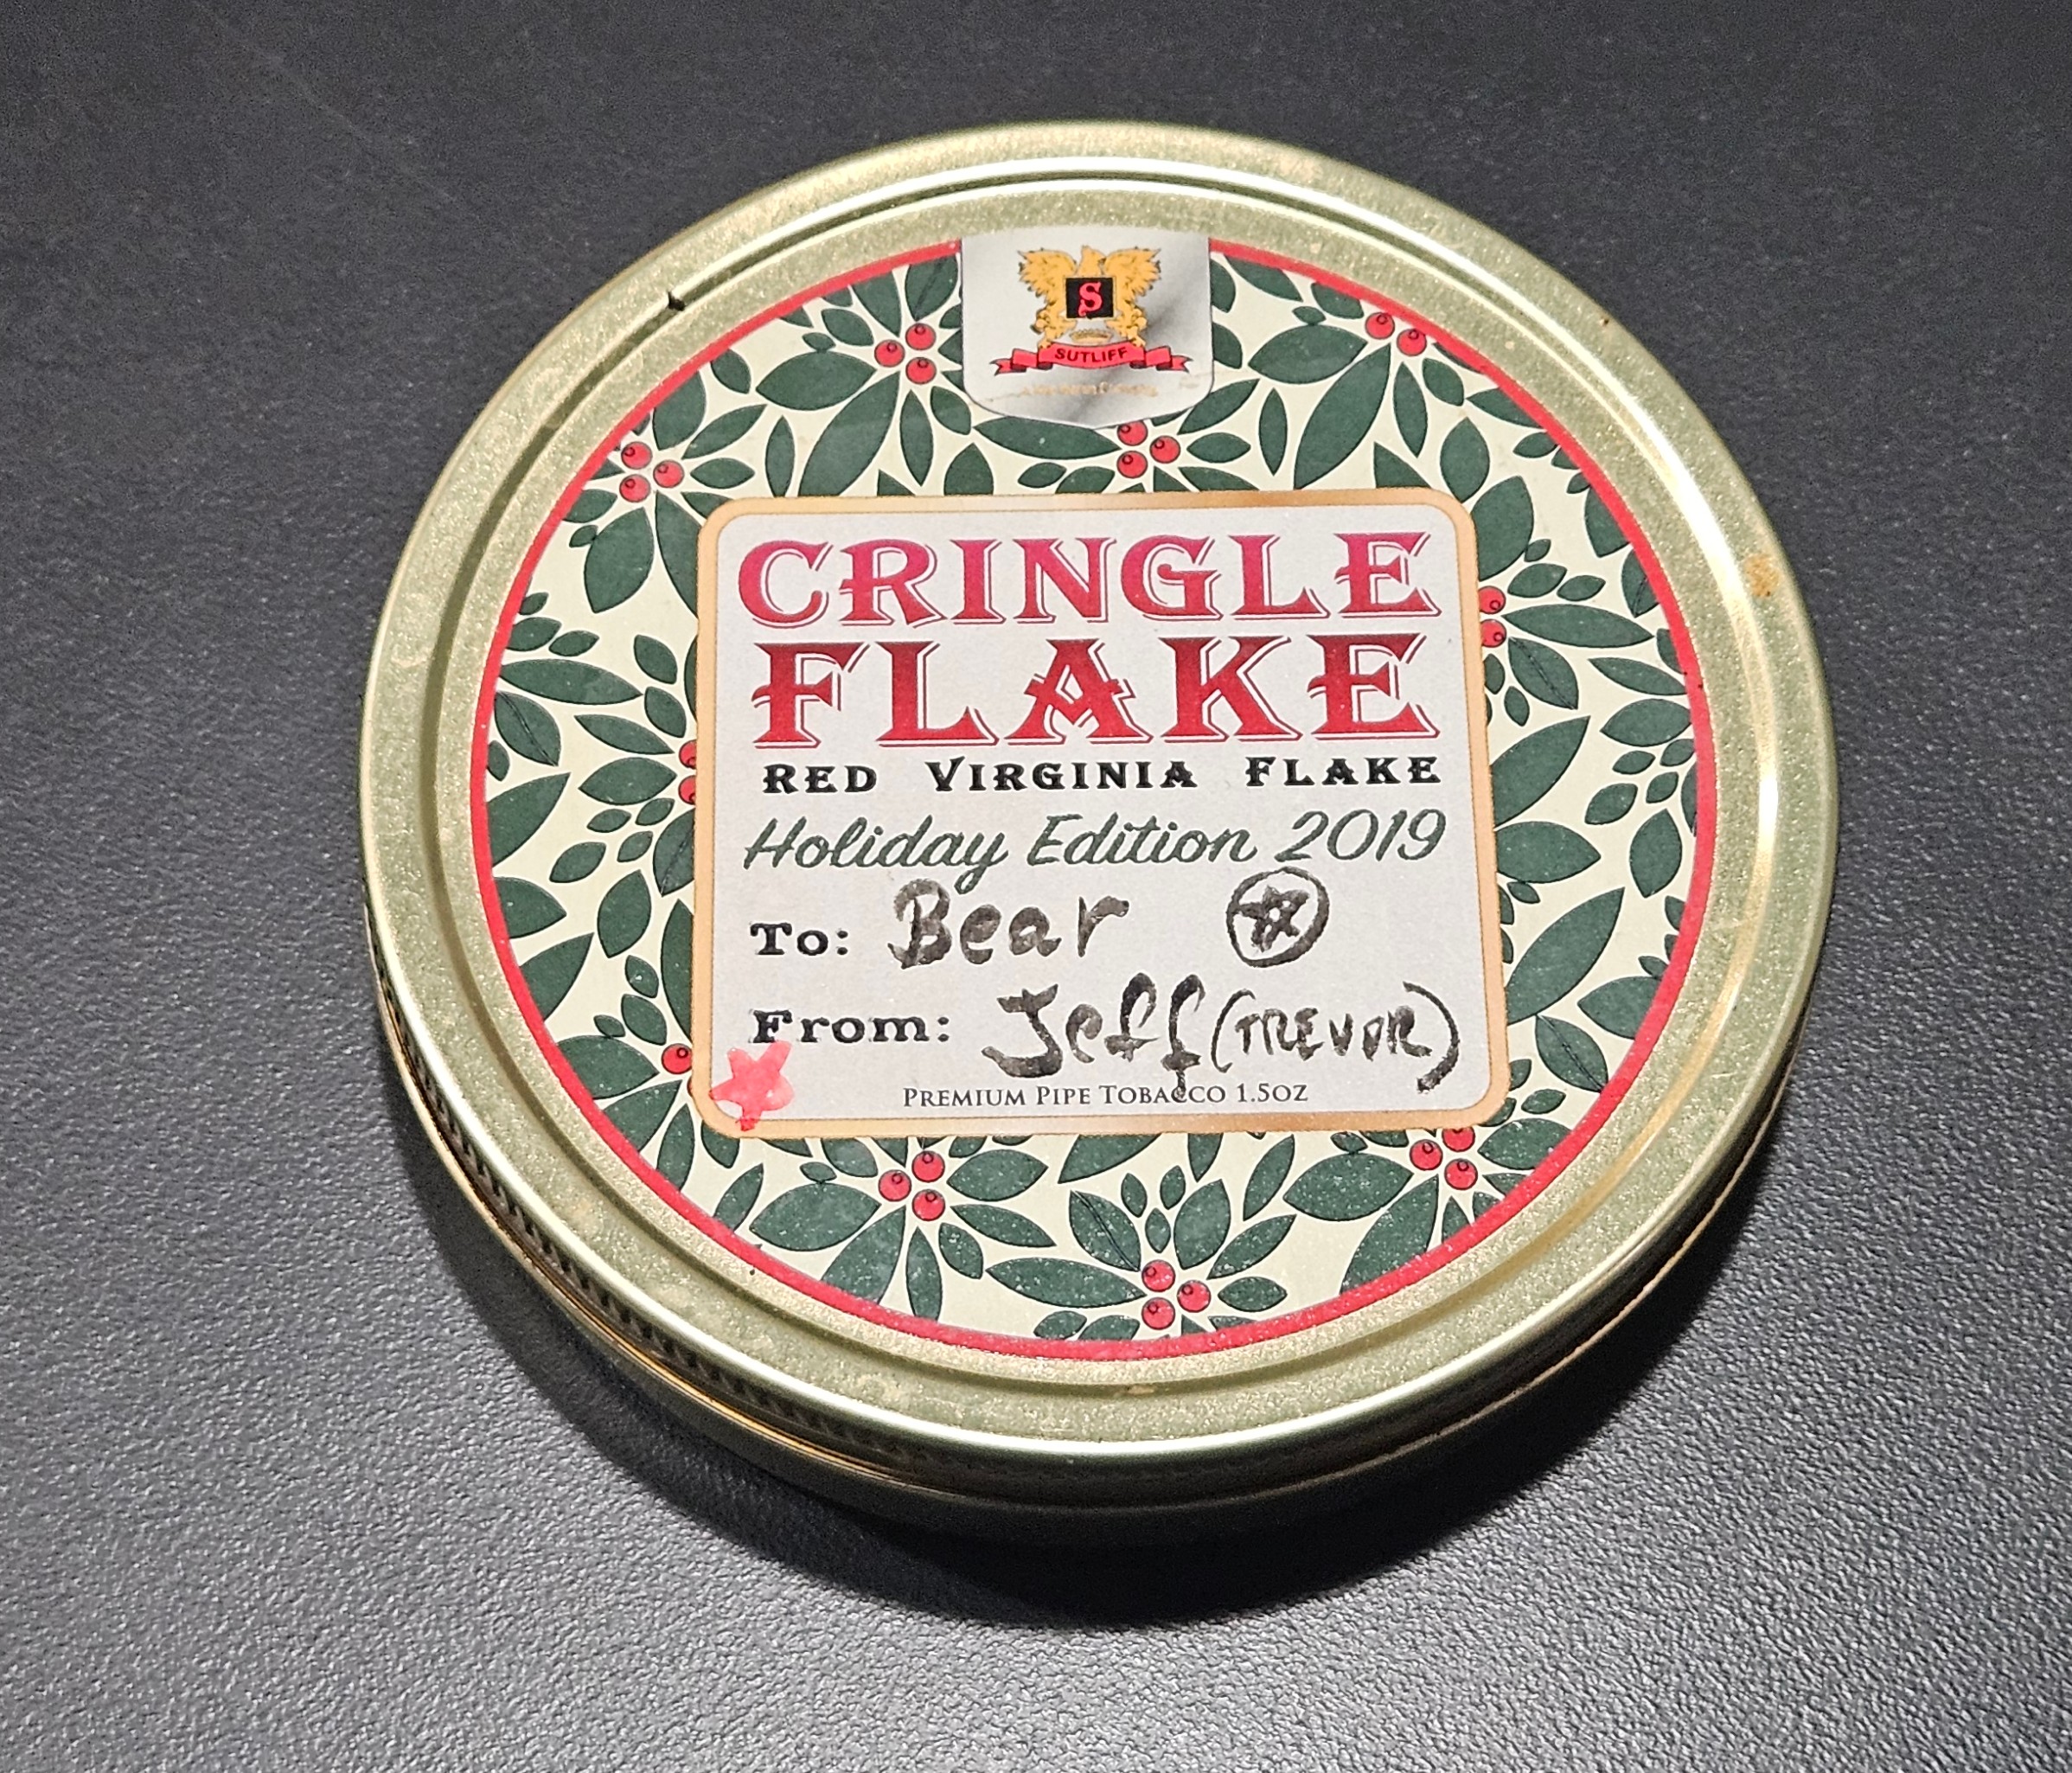 S
SUTLIFF
CRINGLE
FLAKE
RED VIRGINIA FLAKE
Holiday Edition 2019
To: Bear
From: Jeff (TREVOR)
PREMIUM PIPE TOBACCO 1.5OZ